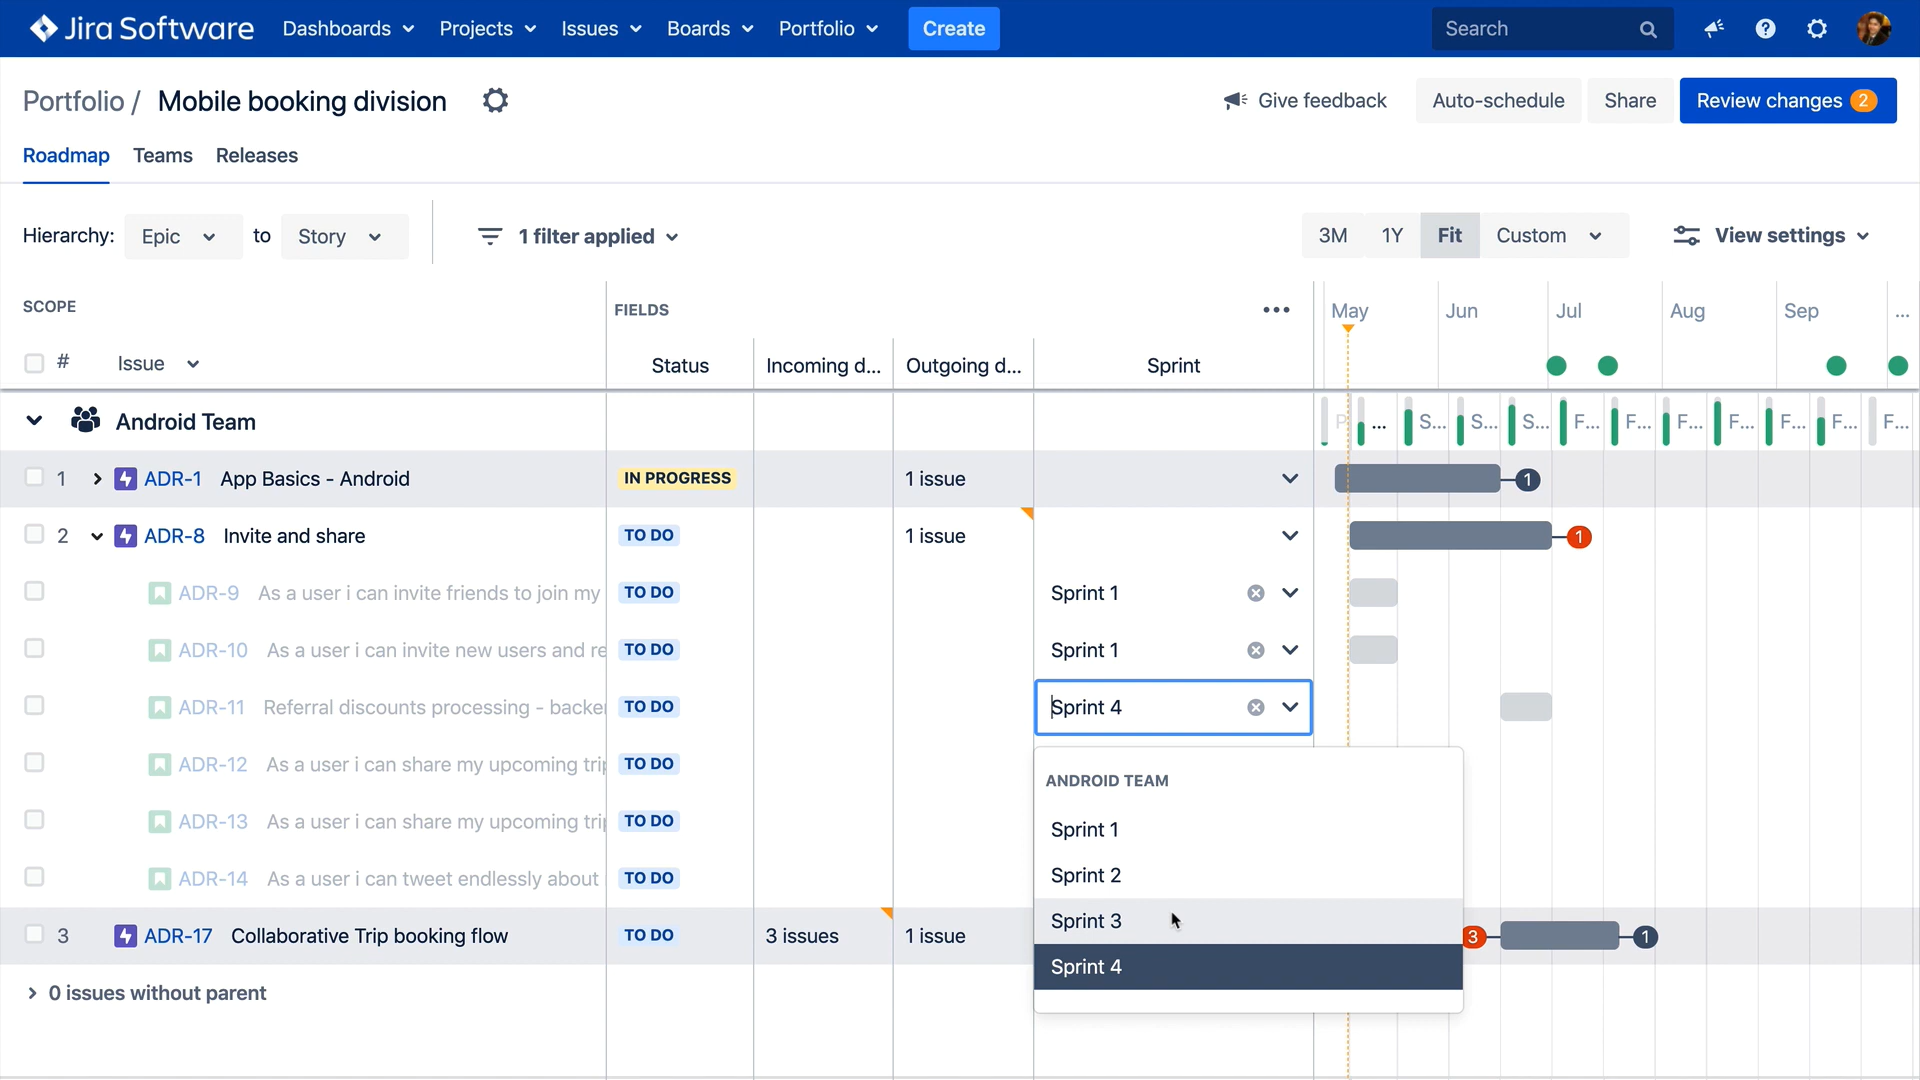 Jira Software Dashboards Projects Issues Boards Portfolio Create Search
Portfolio / Mobile booking division Give feedback Auto-schedule Share Review changes 2
Roadmap Teams Releases
Hierarchy: Epic to Story 1 filter applied 3M 1Y Fit Custom View settings
SCOPE FIELDS ••• May Jun Jul Aug Sep ...
# Issue Status Incoming d... Outgoing d... Sprint
Android Team P ... S... S... S... F... F... F... F... F... F... F...
1 ADR-1 App Basics - Android IN PROGRESS 1 issue 1
2 ADR-8 Invite and share TO DO 1 issue 1
ADR-9 As a user i can invite friends to join my TO DO Sprint 1
ADR-10 As a user i can invite new users and re TO DO Sprint 1
ADR-11 Referral discounts processing - backe TO DO Sprint 4
ADR-12 As a user i can share my upcoming trip TO DO
ANDROID TEAM
ADR-13 As a user i can share my upcoming trip TO DO Sprint 1
ADR-14 As a user i can tweet endlessly about TO DO Sprint 2
Sprint 3
3 ADR-17 Collaborative Trip booking flow TO DO 3 issues 1 issue 3 1
Sprint 4
0 issues without parent